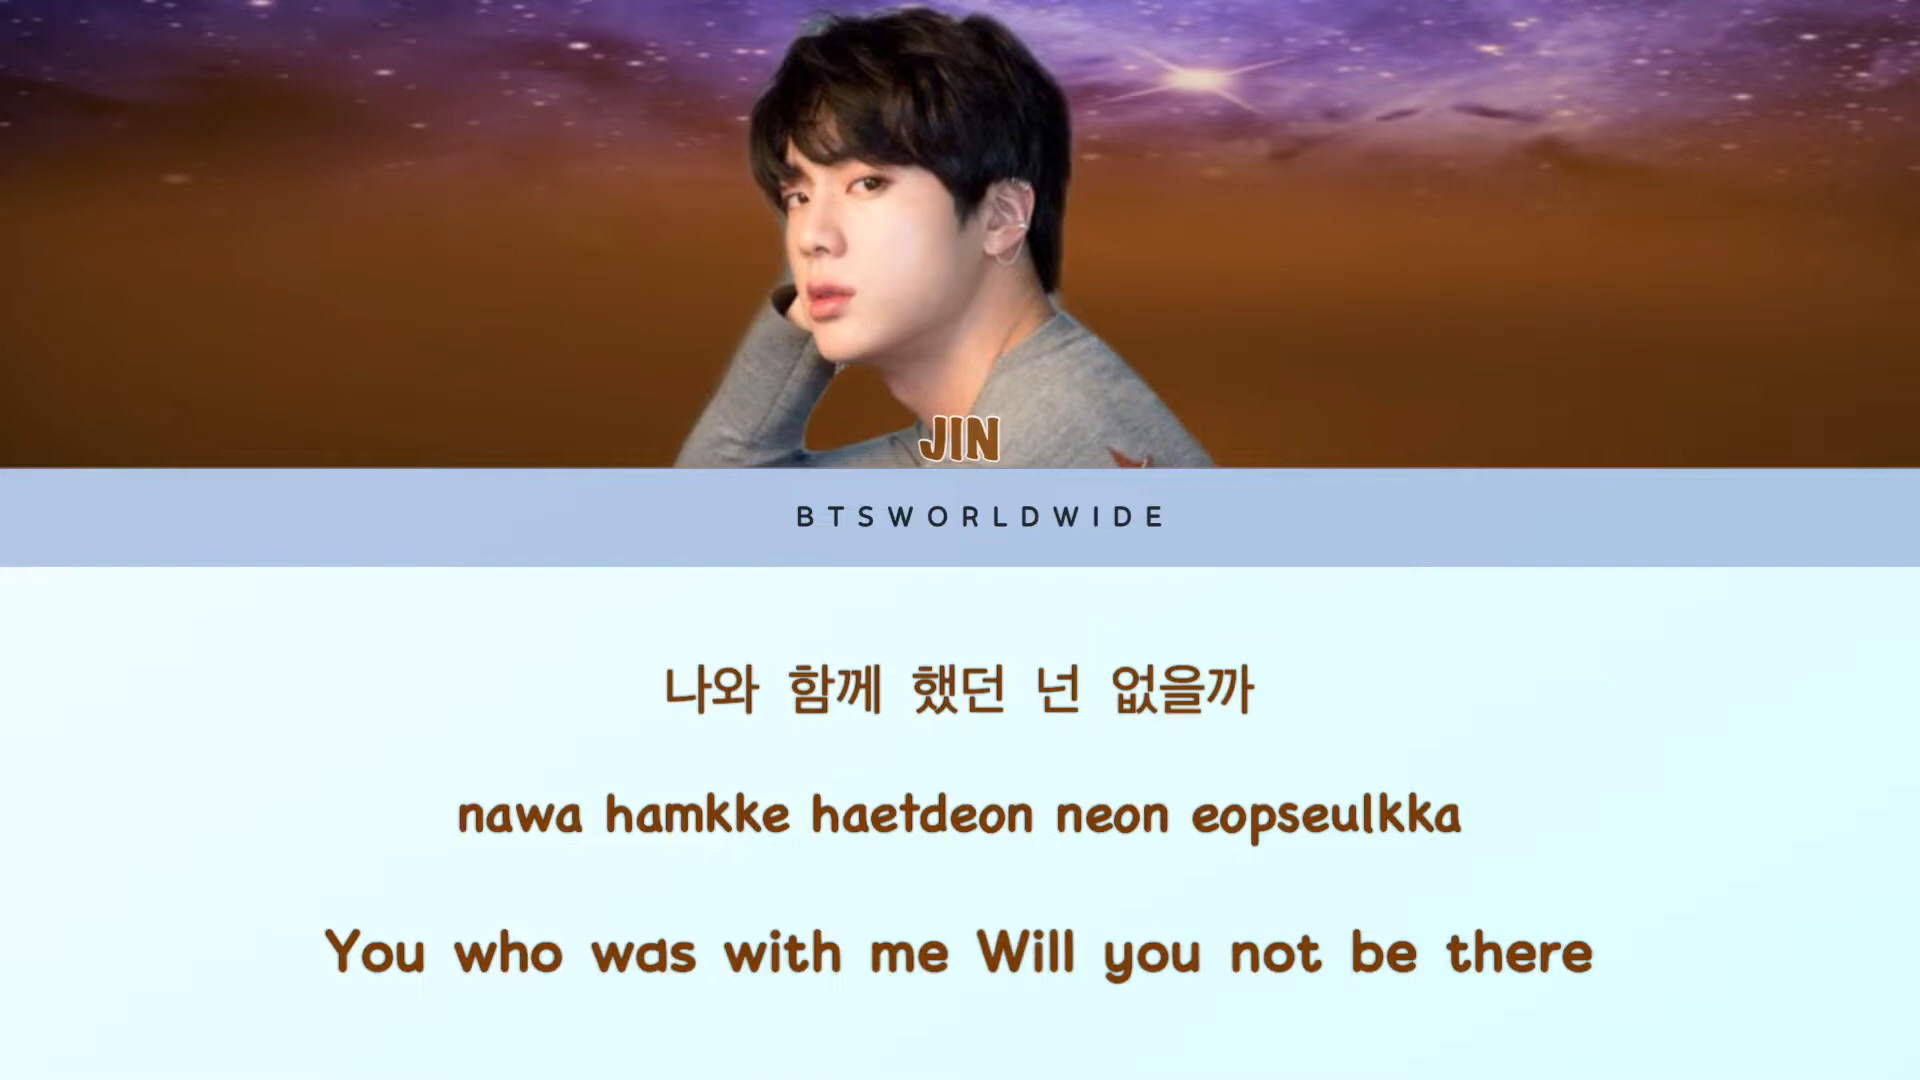 JIN
BTSWORLDWIDE
나와 함께 했던 넌 없을까
nawa hamkke haetdeon neon eopseulkka
You who was with me Will you not be there